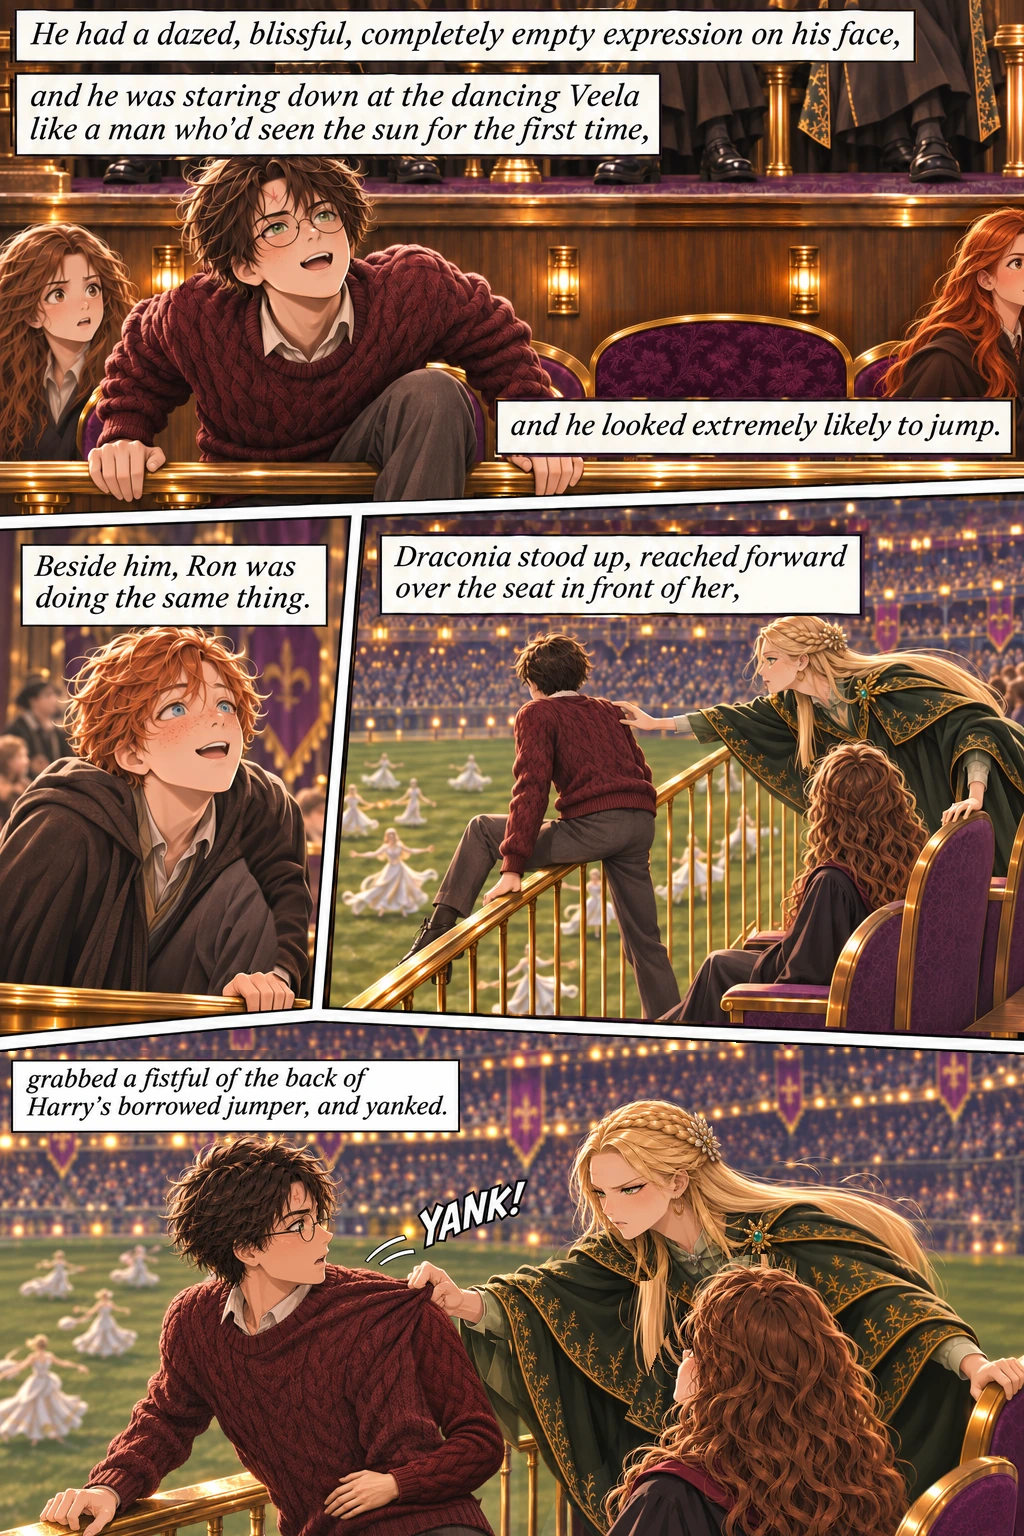 He had a dazed, blissful, completely empty expression on his face,
and he was staring down at the dancing Veela
like a man who'd seen the sun for the first time,
and he looked extremely likely to jump.
Beside him, Ron was
doing the same thing.
Draconia stood up, reached forward
over the seat in front of her,
grabbed a fistful of the back of
Harry's borrowed jumper, and yanked.
YANK!